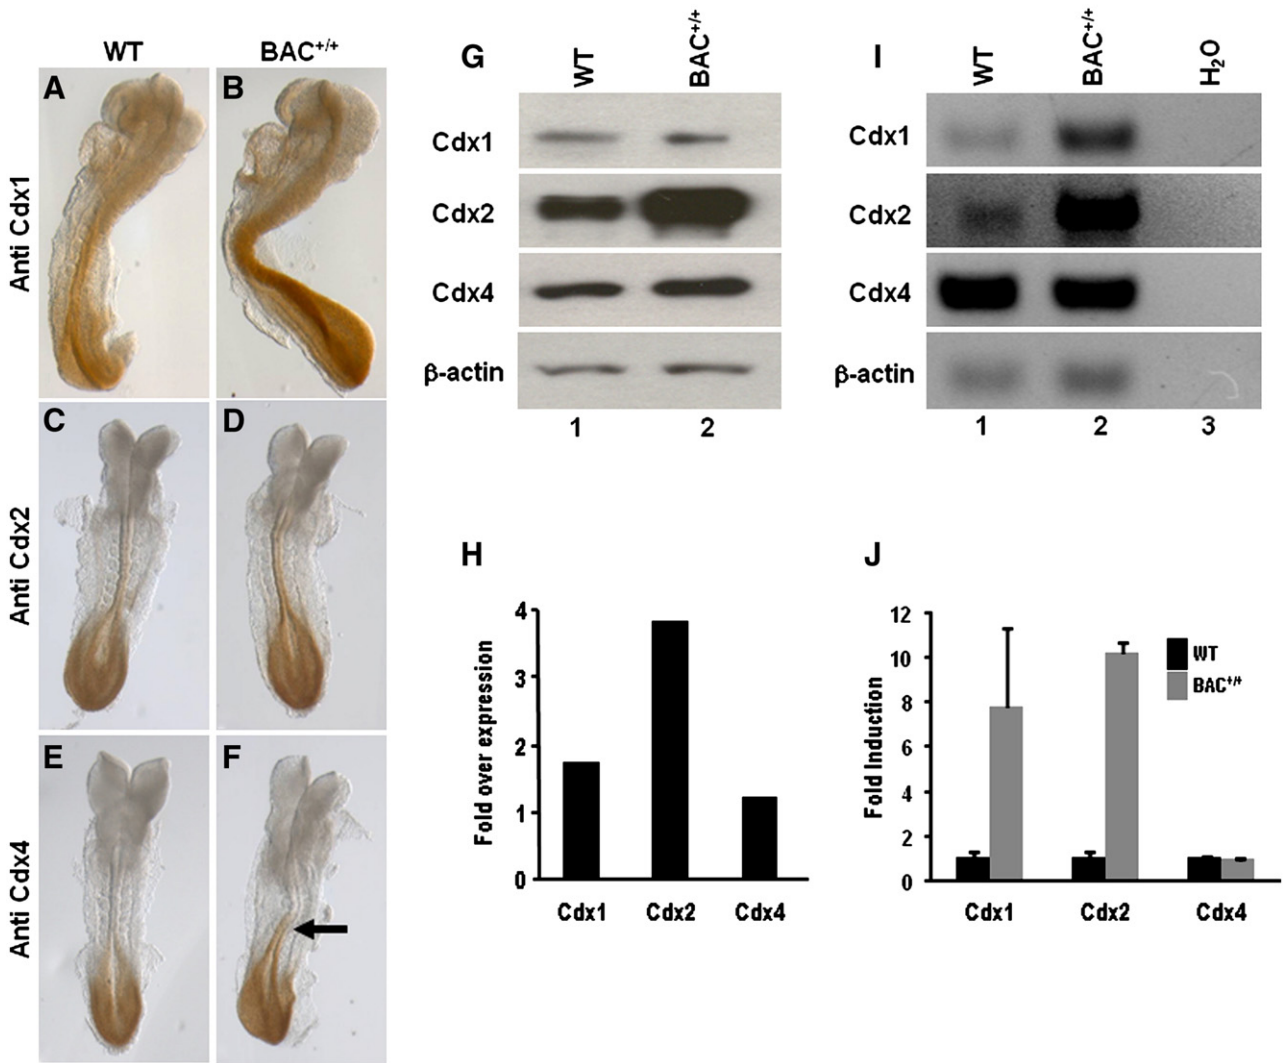 WT BAC+/+
A B
Anti Cdx1
C D
Anti Cdx2
E F
Anti Cdx4
G WT BAC+/+
Cdx1
Cdx2
Cdx4
β-actin
1 2
I WT BAC+/+ H₂O
Cdx1
Cdx2
Cdx4
β-actin
1 2 3
H
Fold over expression
4
3
2
1
0
Cdx1 Cdx2 Cdx4
J
Fold Induction
12
10
8
6
4
2
0
WT
BAC+/+
Cdx1 Cdx2 Cdx4